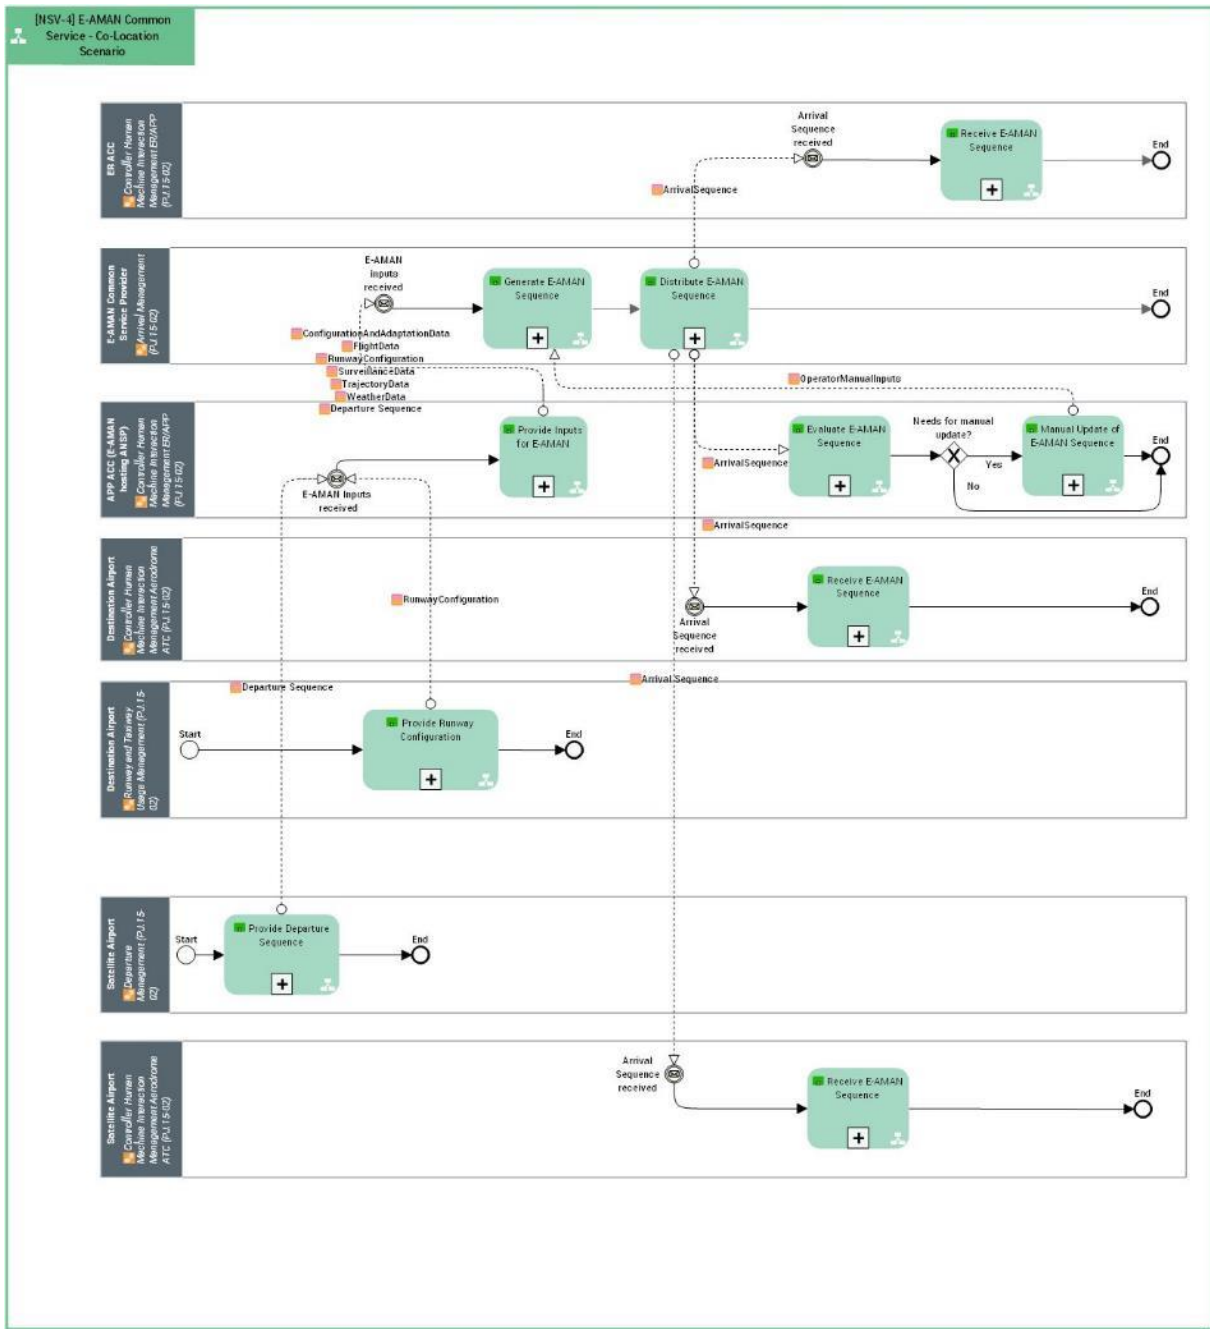 [NSV-4] E-AMAN Common
Service - Co-Location
Scenario
ER ACC
Controller Human
Machine Interaction
Management ER/APP
(PJ.15-02)
Arrival
Sequence
received
Receive E-AMAN
Sequence
End
ArrivalSequence
E-AMAN Common
Service Provider
Arrival Management
(PJ.15-02)
E-AMAN
inputs
received
Generate E-AMAN
Sequence
Distribute E-AMAN
Sequence
End
ConfigurationAndAdaptationData
FlightData
RunwayConfiguration
SurveillanceData
TrajectoryData
WeatherData
Departure Sequence
OperatorManualInputs
APP ACC (E-AMAN
hosting ANSP)
Controller Human
Machine Interaction
Management ER/APP
(PJ.15-02)
E-AMAN Inputs
received
Provide Inputs
for E-AMAN
ArrivalSequence
Evaluate E-AMAN
Sequence
Needs for manual
update?
Yes
No
Manual Update of
E-AMAN Sequence
End
ArrivalSequence
Destination Airport
Controller Human
Machine Interaction
Management Aerodrome
ATC (PJ.15-02)
RunwayConfiguration
Arrival
Sequence
received
Receive E-AMAN
Sequence
End
Departure Sequence
Arrival Sequence
Destination Airport
Runway and Taxiway
Usage Management (PJ.15-
02)
Start
Provide Runway
Configuration
End
Satellite Airport
Departure
Management (PJ.15-
02)
Start
Provide Departure
Sequence
End
Satellite Airport
Controller Human
Machine Interaction
Management Aerodrome
ATC (PJ.15-02)
Arrival
Sequence
received
Receive E-AMAN
Sequence
End